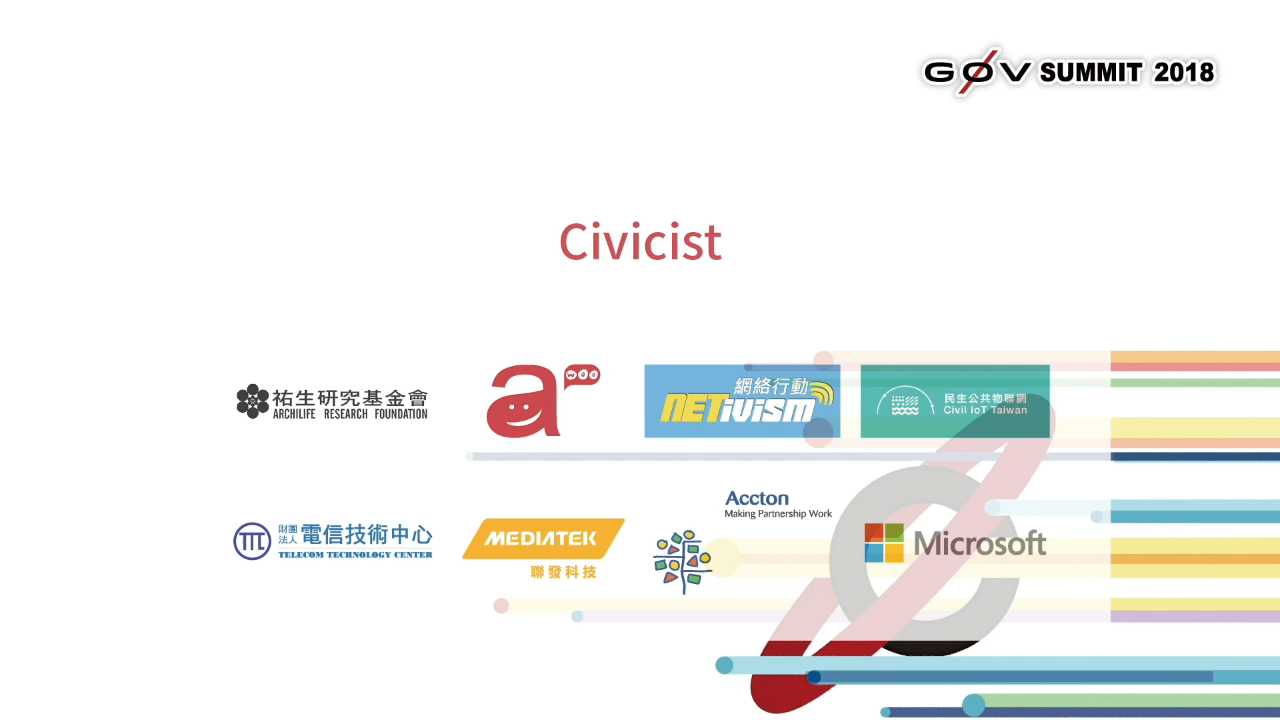 GØV SUMMIT 2018
Civicist
祐生研究基金會
ARCHILIFE RESEARCH FOUNDATION
a woo
網絡行動
NETivism
民生公共物聯網
Civil IoT Taiwan
財團法人 電信技術中心
TELECOM TECHNOLOGY CENTER
MEDIATEK
聯發科技
Accton
Making Partnership Work
Microsoft